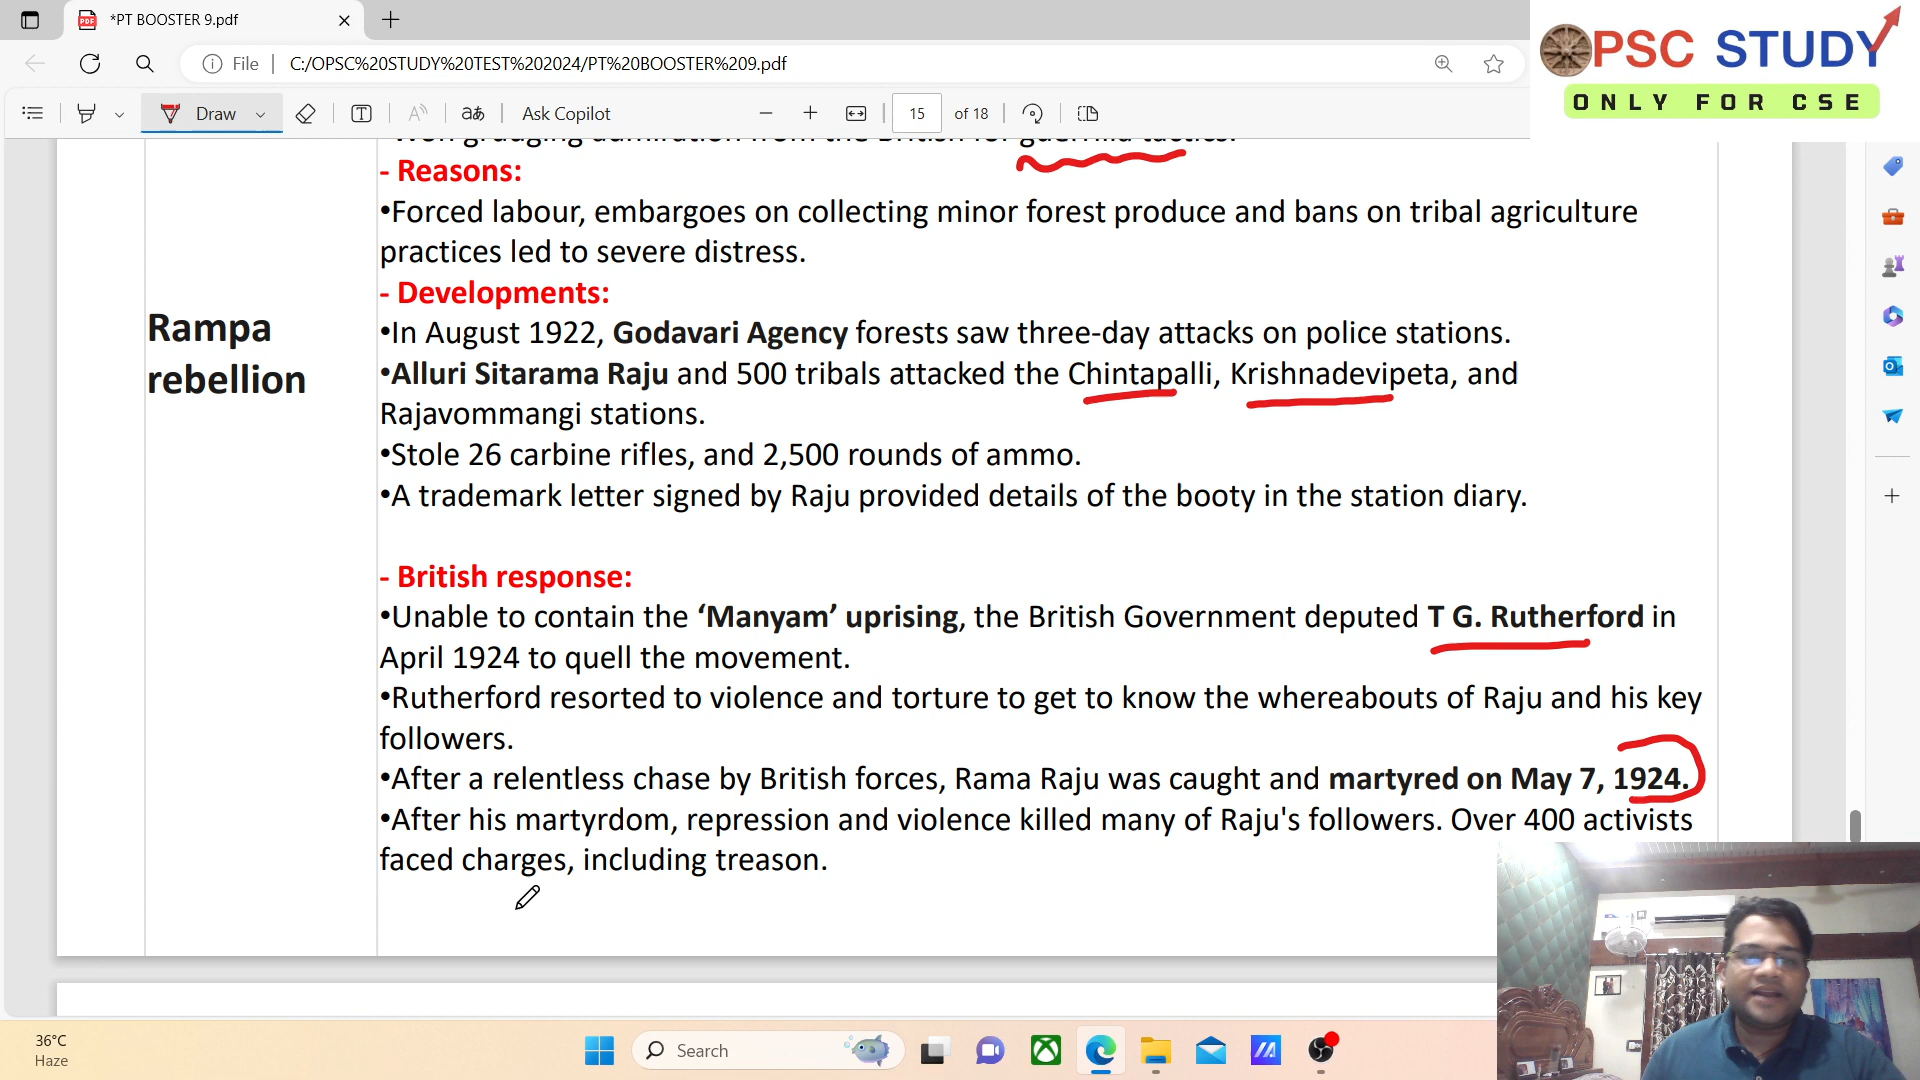 *PT BOOSTER 9.pdf
File
C:/OPSC%20STUDY%20TEST%202024/PT%20BOOSTER%209.pdf
PSC STUDY
ONLY FOR CSE
Draw
Ask Copilot
15 of 18
- Reasons:
•Forced labour, embargoes on collecting minor forest produce and bans on tribal agriculture
practices led to severe distress.
- Developments:
Rampa
rebellion
•In August 1922, Godavari Agency forests saw three-day attacks on police stations.
•Alluri Sitarama Raju and 500 tribals attacked the Chintapalli, Krishnadevipeta, and
Rajavommangi stations.
•Stole 26 carbine rifles, and 2,500 rounds of ammo.
•A trademark letter signed by Raju provided details of the booty in the station diary.
- British response:
•Unable to contain the ‘Manyam’ uprising, the British Government deputed T G. Rutherford in
April 1924 to quell the movement.
•Rutherford resorted to violence and torture to get to know the whereabouts of Raju and his key
followers.
•After a relentless chase by British forces, Rama Raju was caught and martyred on May 7, 1924.
•After his martyrdom, repression and violence killed many of Raju's followers. Over 400 activists
faced charges, including treason.
36°C
Haze
Search